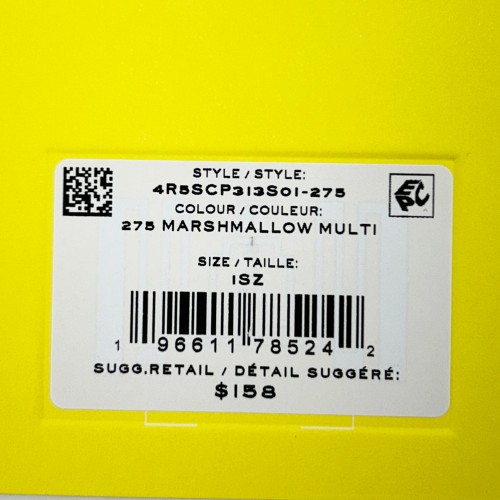 STYLE / STYLE:
4R5SCP313S01-275
COLOUR / COULEUR:
275 MARSHMALLOW MULTI
SIZE / TAILLE:
1SZ
1 96611 78524 2
SUGG.RETAIL / DÉTAIL SUGGÉRÉ:
$158
EPC